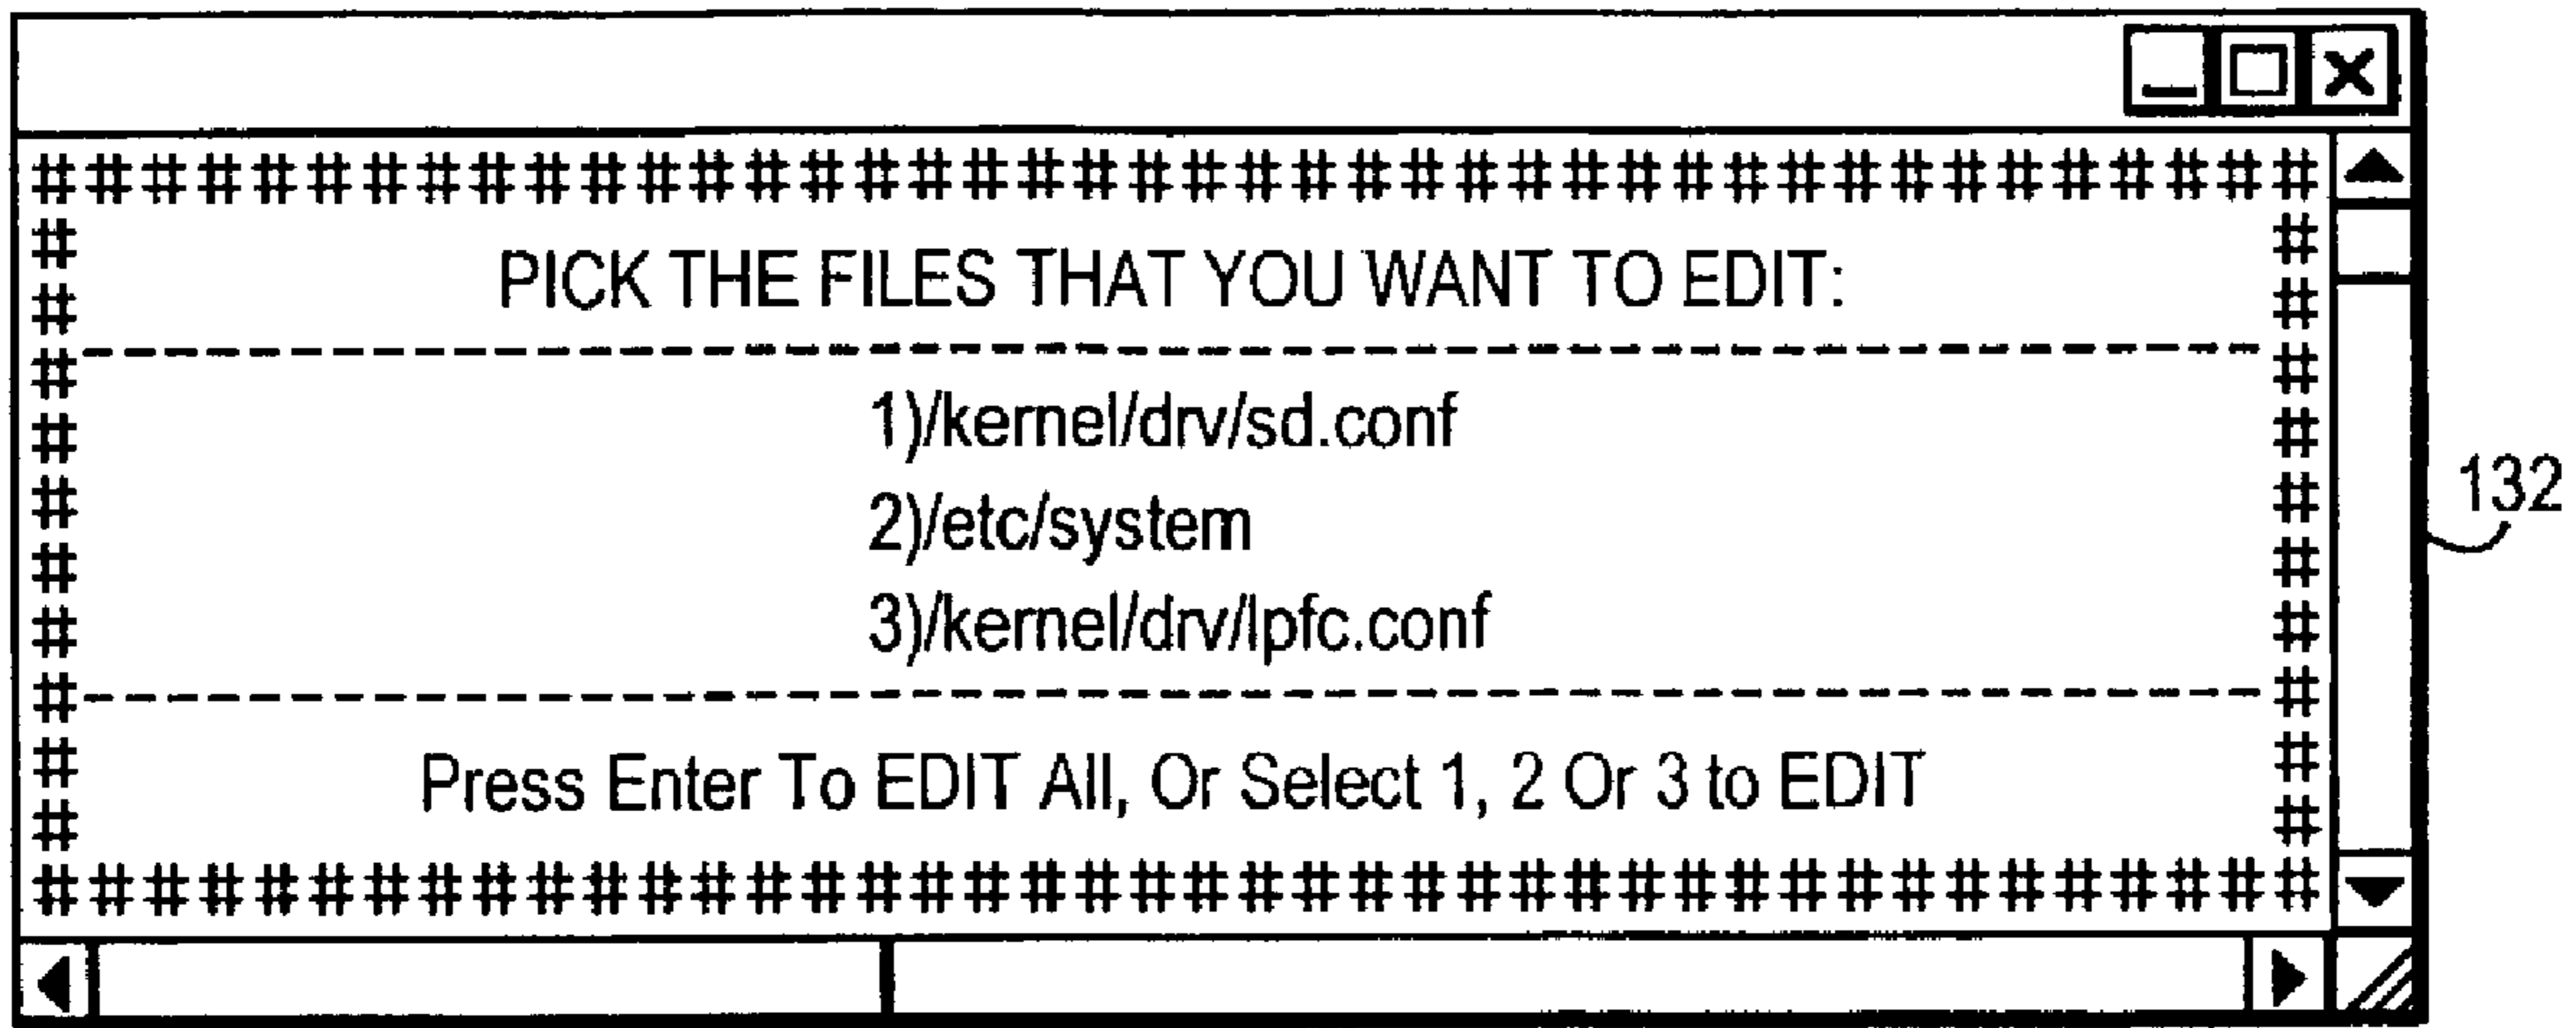 ##########################################
PICK THE FILES THAT YOU WANT TO EDIT:
1)/kernel/drv/sd.conf
2)/etc/system
3)/kernel/drv/lpfc.conf
Press Enter To EDIT All, Or Select 1, 2 Or 3 to EDIT
##########################################
132